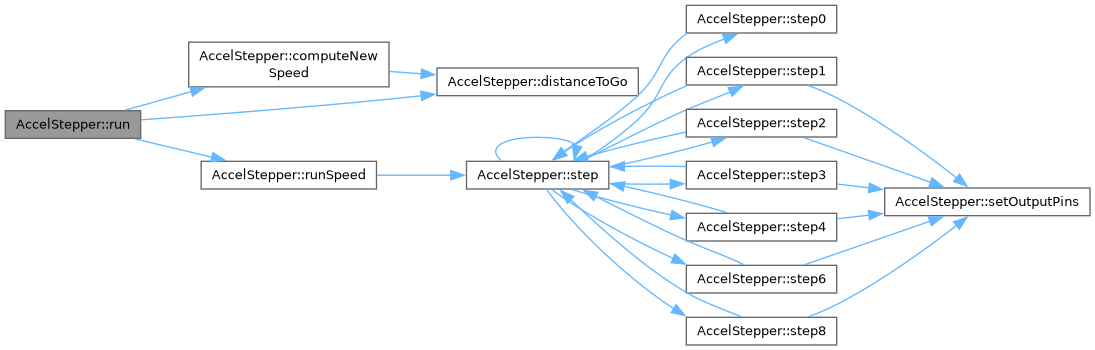 AccelStepper::run
AccelStepper::computeNew
Speed
AccelStepper::distanceToGo
AccelStepper::runSpeed
AccelStepper::step
AccelStepper::step0
AccelStepper::step1
AccelStepper::step2
AccelStepper::step3
AccelStepper::step4
AccelStepper::step6
AccelStepper::step8
AccelStepper::setOutputPins